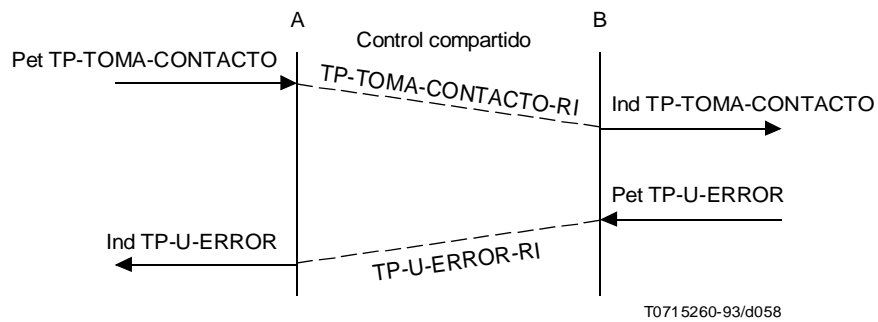 A
B
Control compartido
Pet TP-TOMA-CONTACTO
TP-TOMA-CONTACTO-RI
Ind TP-TOMA-CONTACTO
Pet TP-U-ERROR
Ind TP-U-ERROR
TP-U-ERROR-RI
T0715260-93/d058